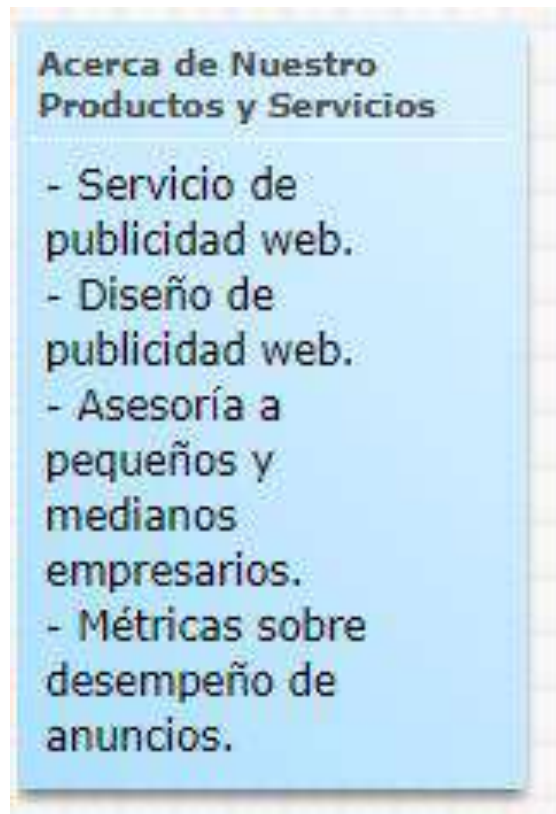 Acerca de Nuestro
Productos y Servicios
- Servicio de
publicidad web.
- Diseño de
publicidad web.
- Asesoría a
pequeños y
medianos
empresarios.
- Métricas sobre
desempeño de
anuncios.